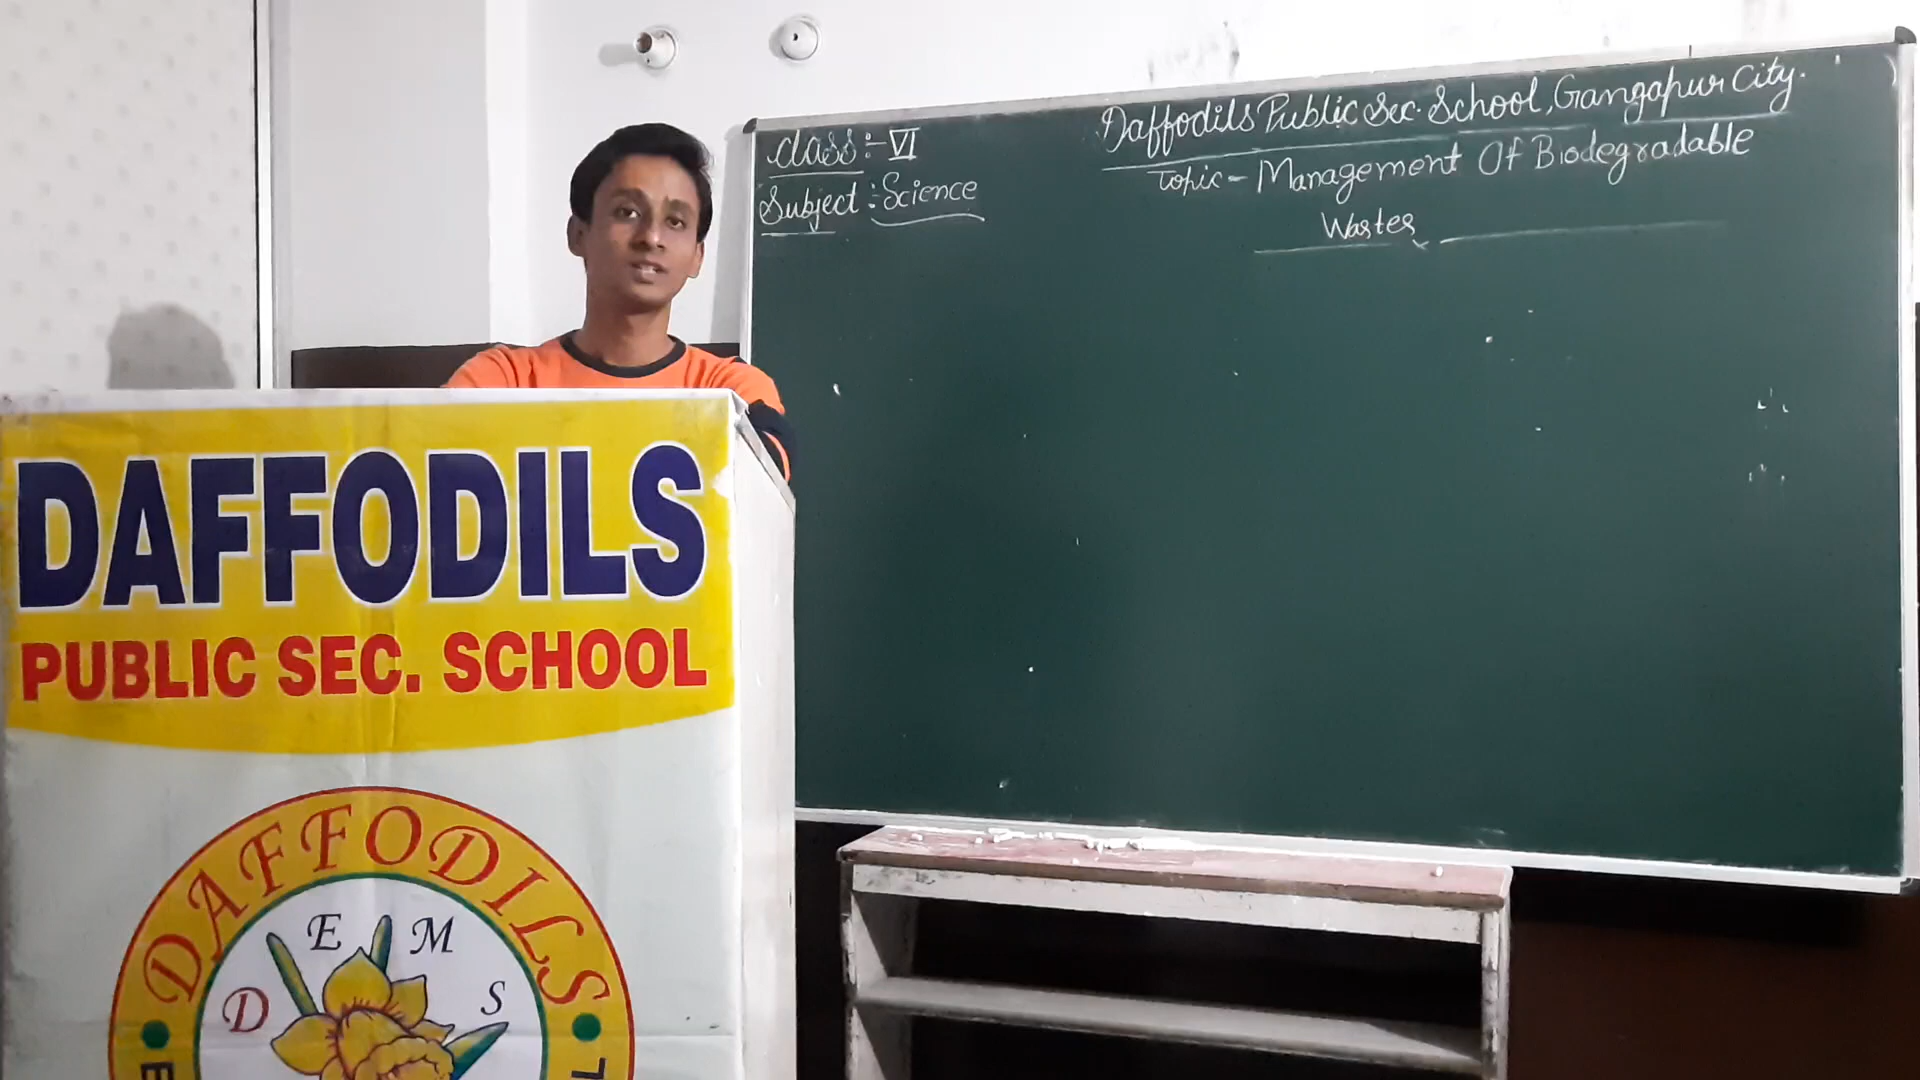 Class :- VI
Subject : Science
Daffodils Public Sec. School, Gangapur City.
Topic - Management Of Biodegradable
Wastes
DAFFODILS
PUBLIC SEC. SCHOOL
DAFFODILS
D E M S